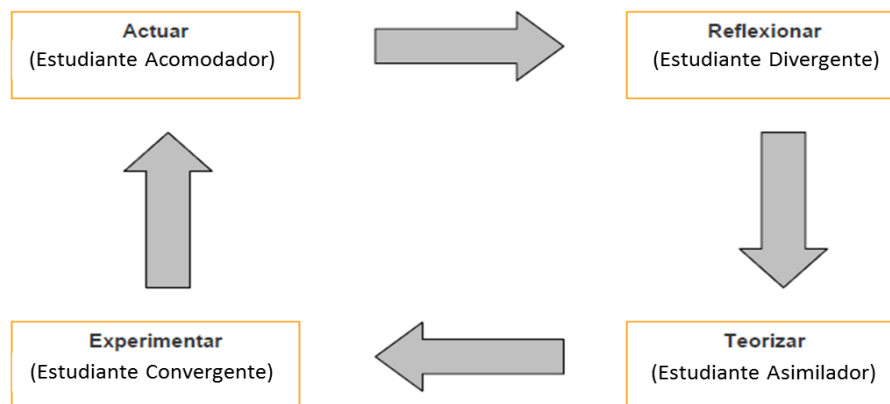 Actuar
(Estudiante Acomodador)
Reflexionar
(Estudiante Divergente)
Experimentar
(Estudiante Convergente)
Teorizar
(Estudiante Asimilador)